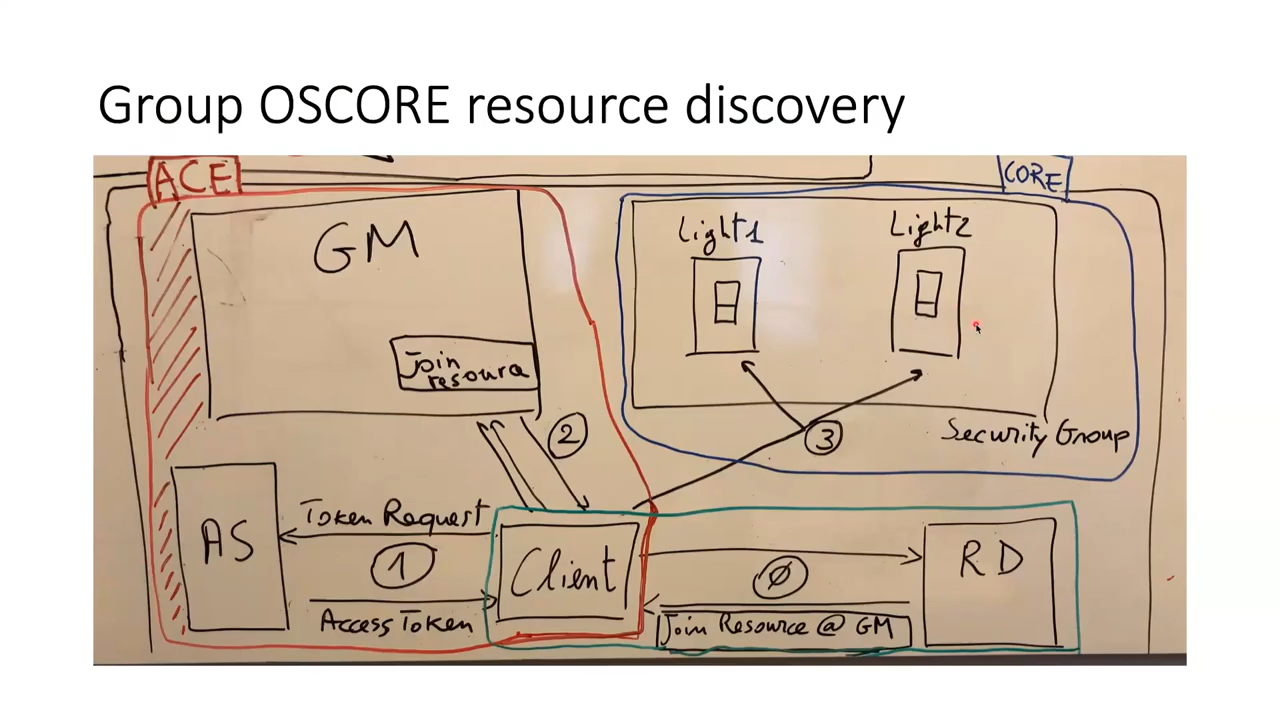 Group OSCORE resource discovery
ACE
CORE
GM
Light1
Light2
Join
resource
2
3
Security Group
Token Request
AS
1
Client
Access Token
0
RD
Join Resource @ GM